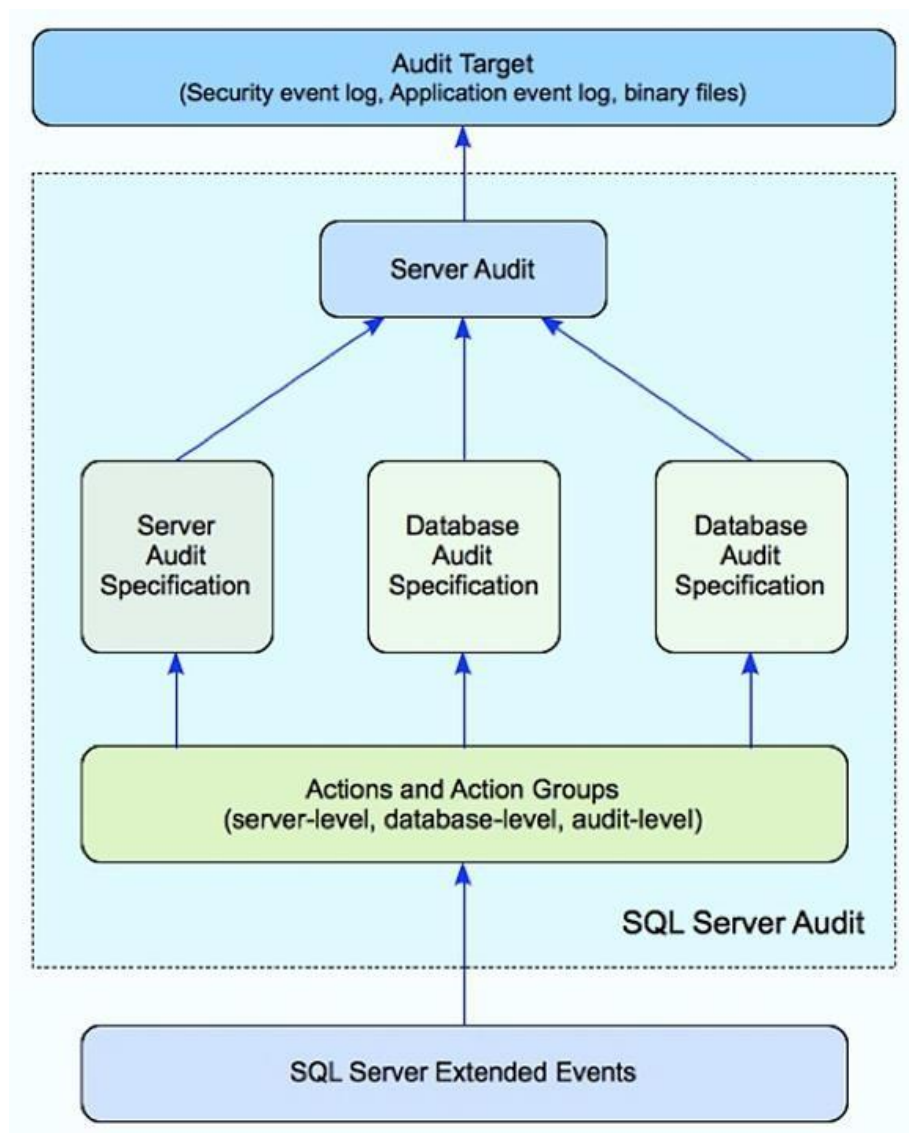 Audit Target
(Security event log, Application event log, binary files)
Server Audit
Server
Audit
Specification
Database
Audit
Specification
Database
Audit
Specification
Actions and Action Groups
(server-level, database-level, audit-level)
SQL Server Audit
SQL Server Extended Events